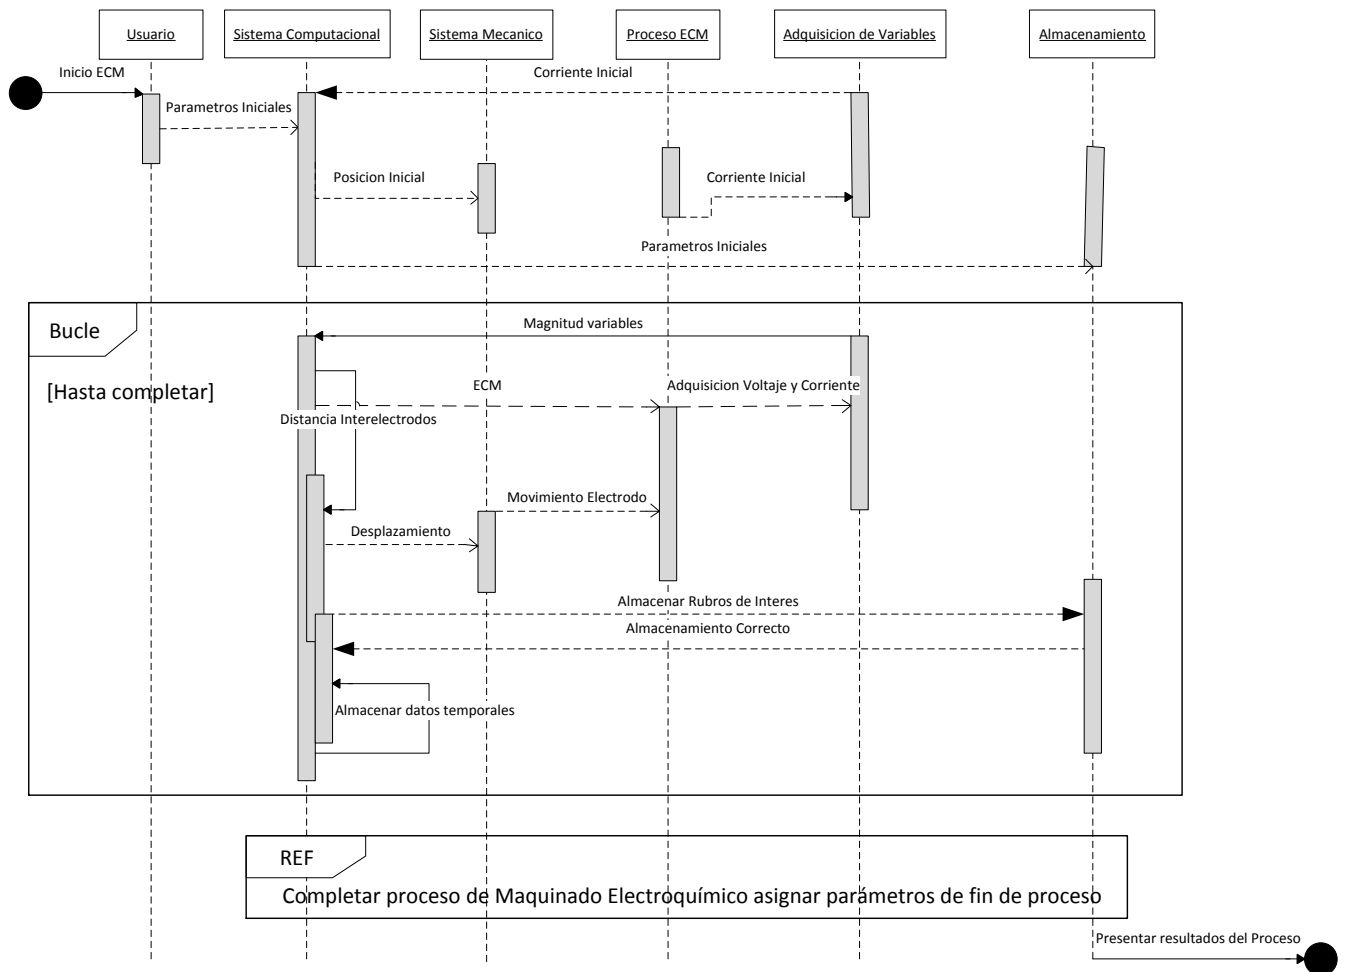 Usuario
Sistema Computacional
Sistema Mecanico
Proceso ECM
Adquisicion de Variables
Almacenamiento
Inicio ECM
Corriente Inicial
Parametros Iniciales
Posicion Inicial
Corriente Inicial
Parametros Iniciales
Bucle
Magnitud variables
[Hasta completar]
ECM
Adquisicion Voltaje y Corriente
Distancia Interelectrodos
Movimiento Electrodo
Desplazamiento
Almacenar Rubros de Interes
Almacenamiento Correcto
Almacenar datos temporales
REF
Completar proceso de Maquinado Electroquímico asignar parámetros de fin de proceso
Presentar resultados del Proceso